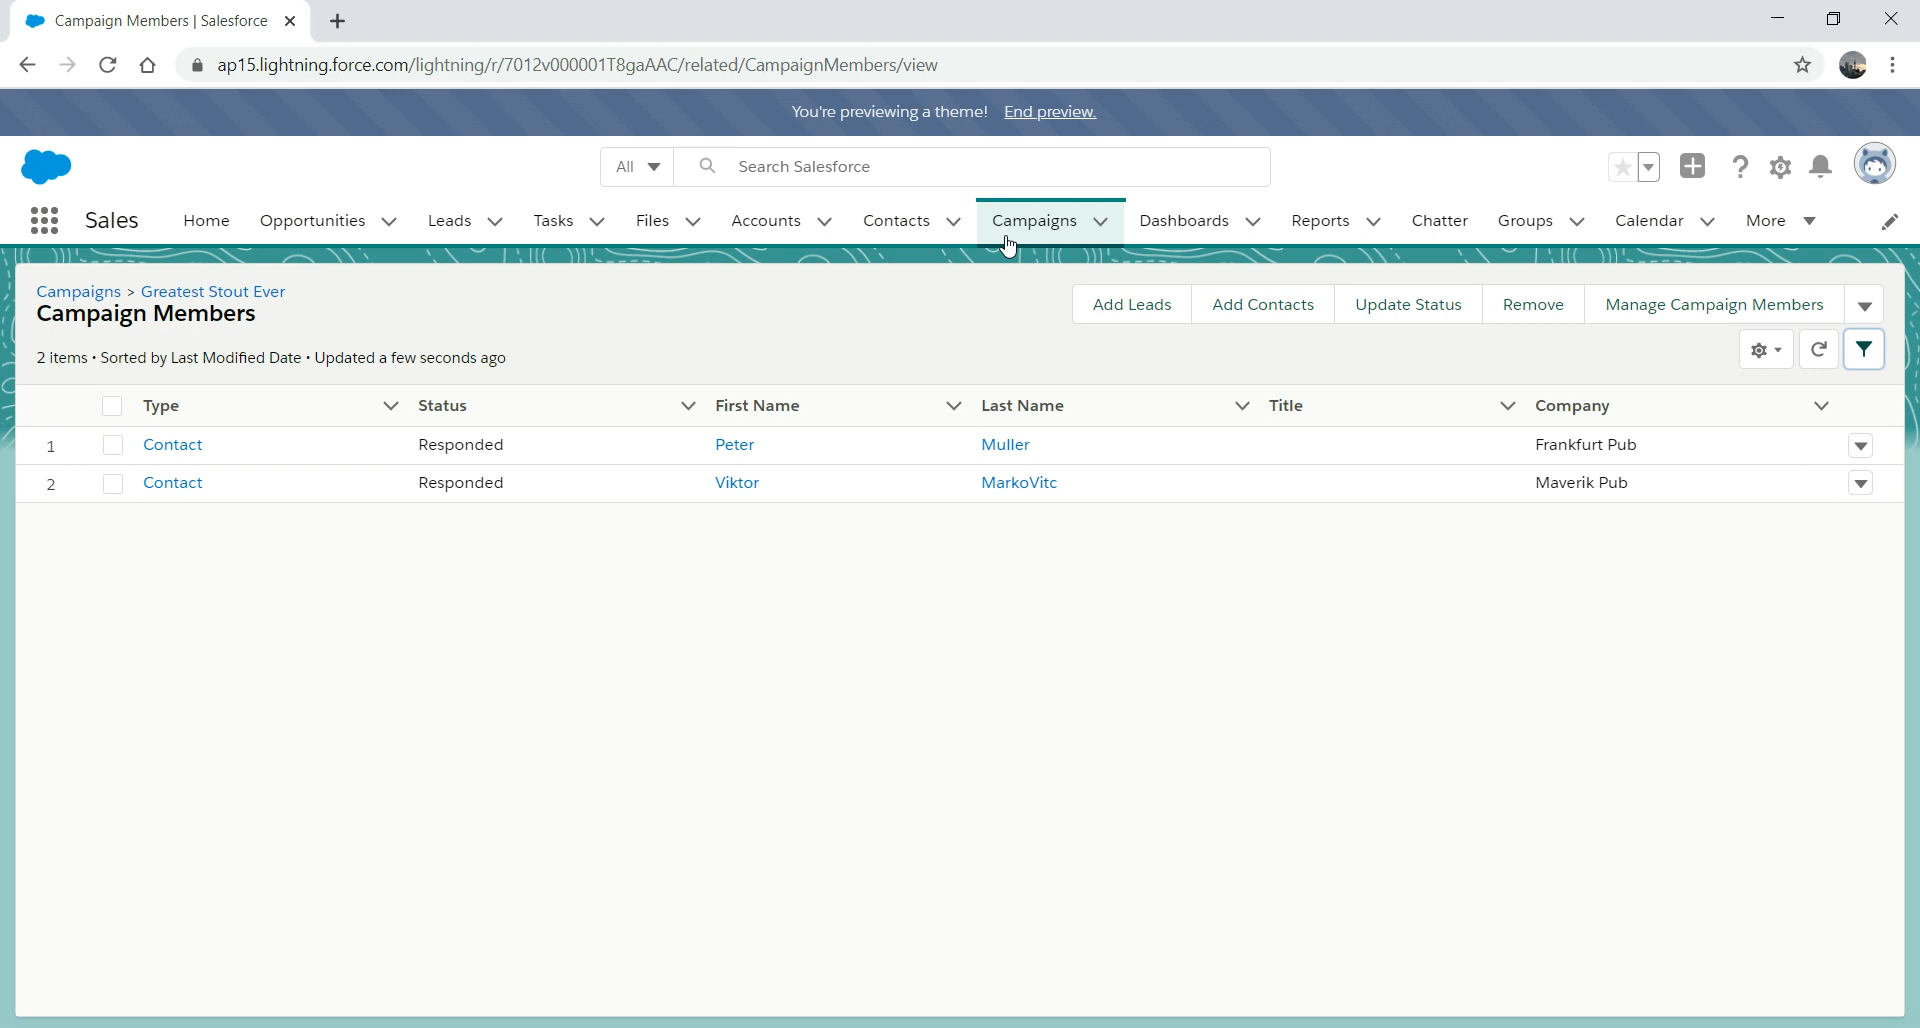 Campaign Members | Salesforce
ap15.lightning.force.com/lightning/r/7012v000001T8gaAAC/related/CampaignMembers/view
You're previewing a theme! End preview.
All Search Salesforce
Sales Home Opportunities Leads Tasks Files Accounts Contacts Campaigns Dashboards Reports Chatter Groups Calendar More
Campaigns > Greatest Stout Ever
Campaign Members
Add Leads Add Contacts Update Status Remove Manage Campaign Members
2 items • Sorted by Last Modified Date • Updated a few seconds ago
Type Status First Name Last Name Title Company
1 Contact Responded Peter Muller Frankfurt Pub
2 Contact Responded Viktor MarkoVitc Maverik Pub